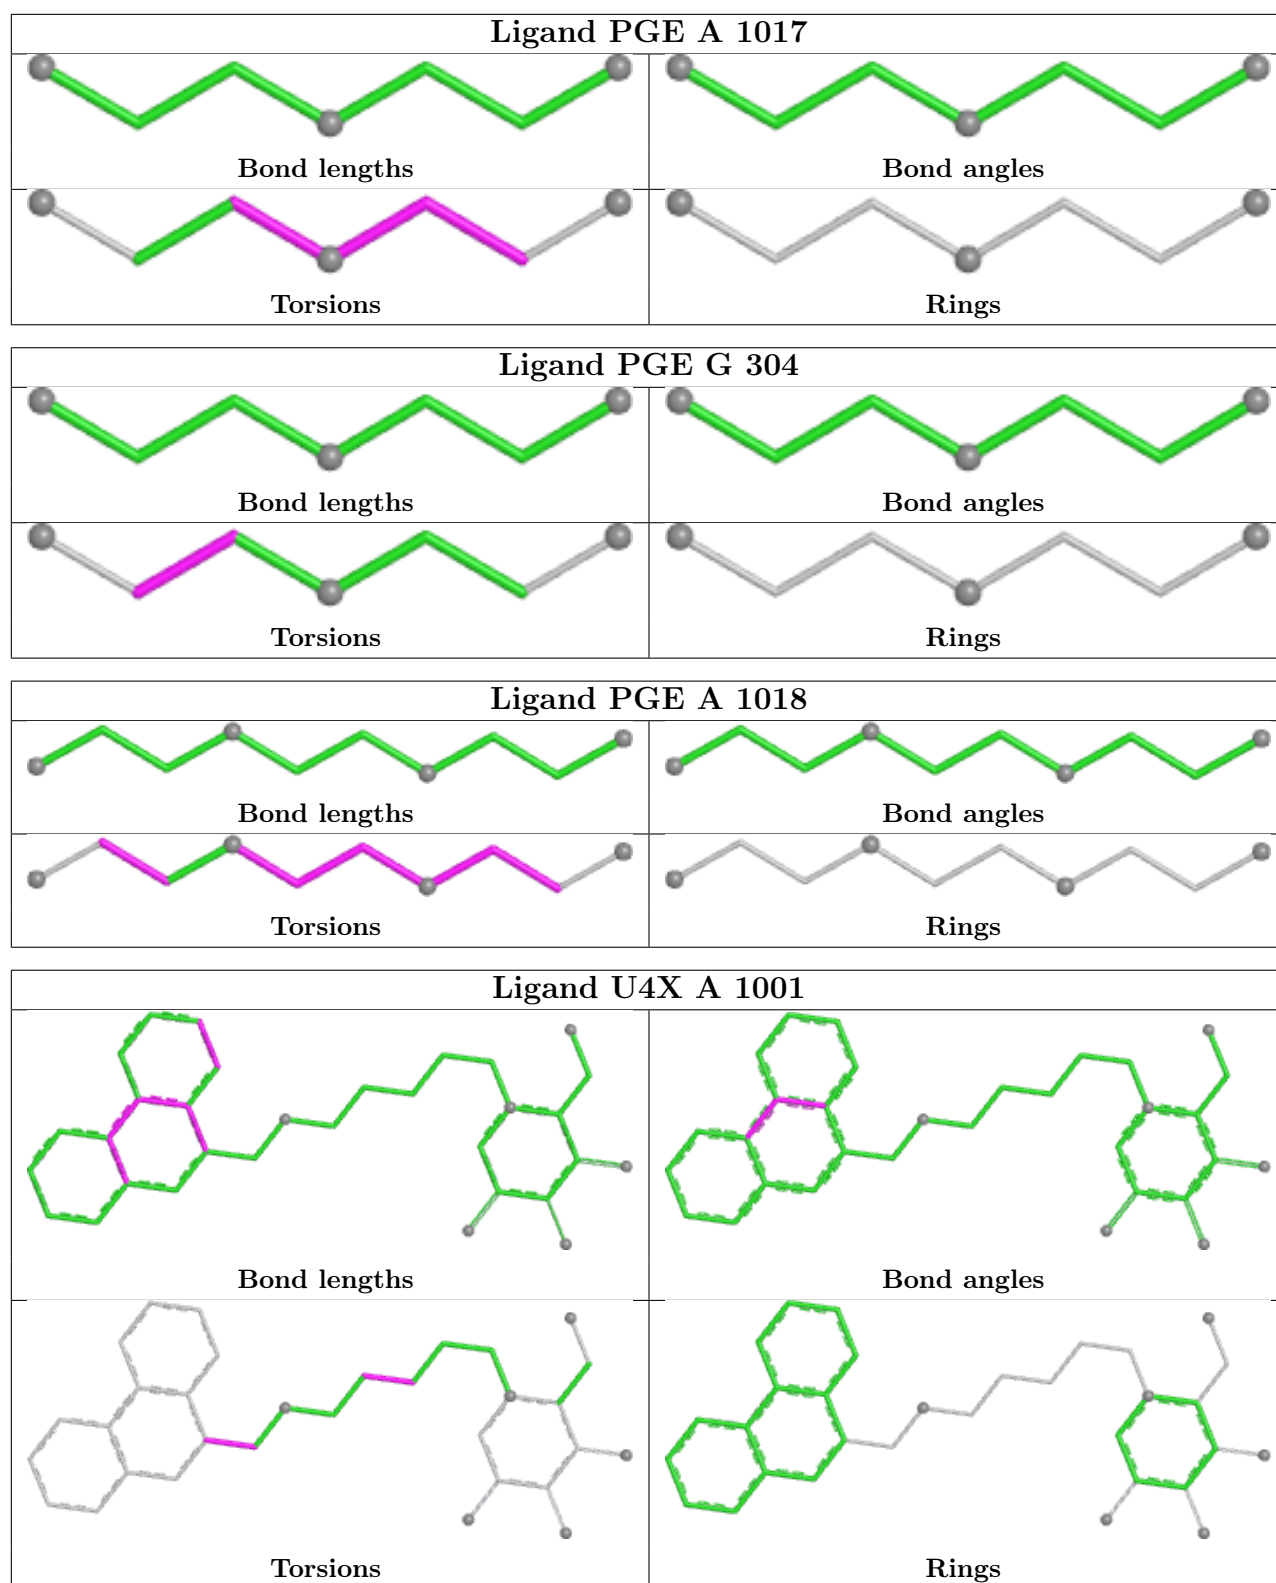 Ligand PGE A 1017
Bond lengths
Bond angles
Torsions
Rings
Ligand PGE G 304
Bond lengths
Bond angles
Torsions
Rings
Ligand PGE A 1018
Bond lengths
Bond angles
Torsions
Rings
Ligand U4X A 1001
Bond lengths
Bond angles
Torsions
Rings